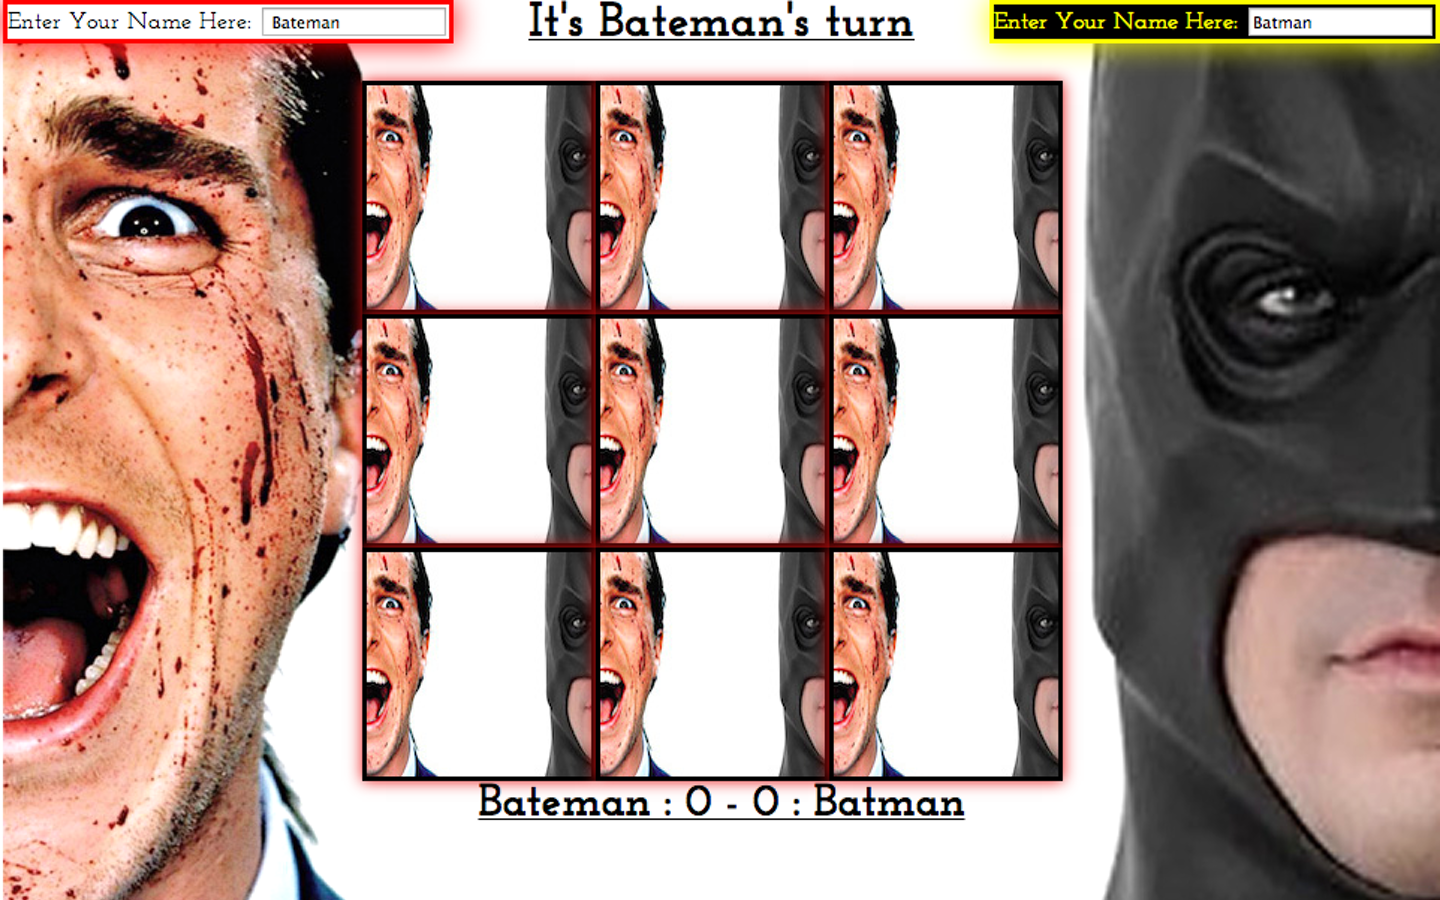 Enter Your Name Here: Bateman
It's Bateman's turn
Enter Your Name Here: Batman
Bateman : 0 - 0 : Batman